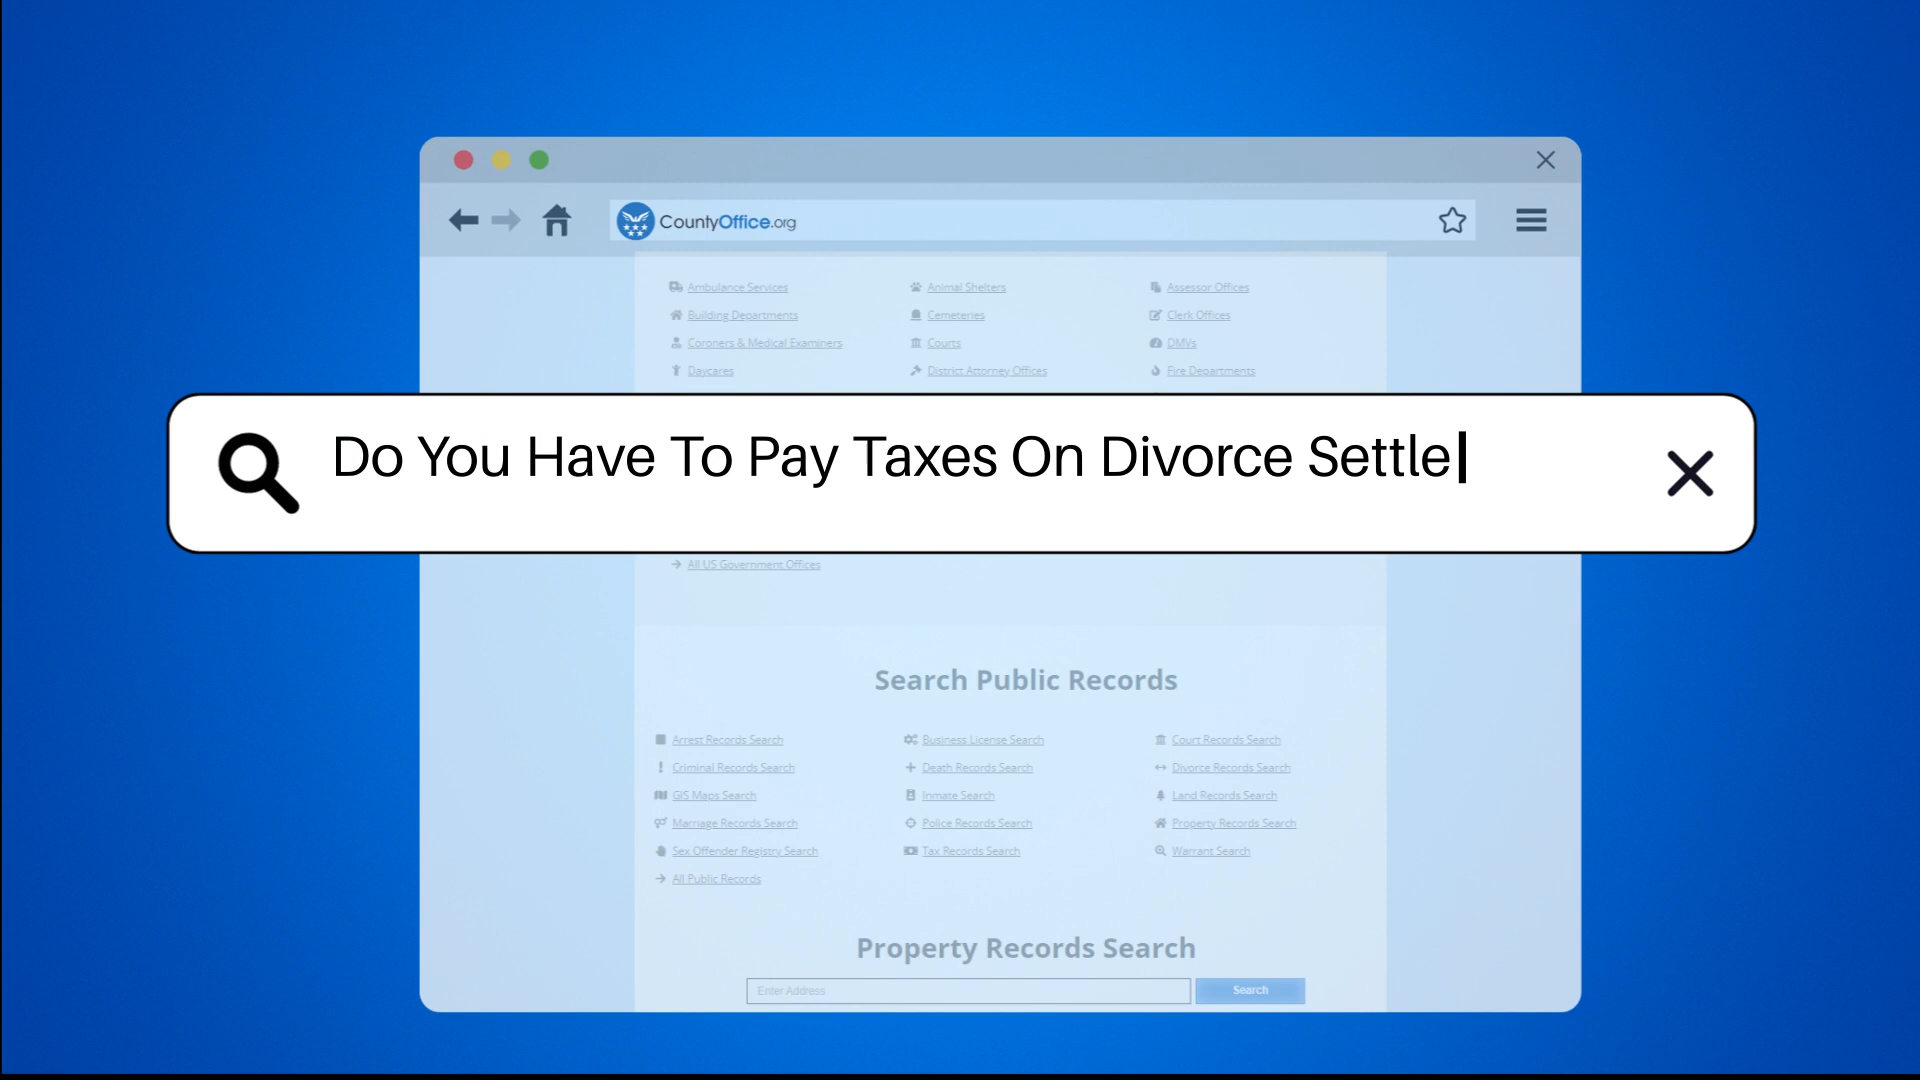 CountyOffice.org
Ambulance Services Animal Shelters Assessor Offices
Building Departments Cemeteries Clerk Offices
Coroners & Medical Examiners Courts DMVs
Daycares District Attorney Offices Fire Departments
Do You Have To Pay Taxes On Divorce Settle
All US Government Offices
Search Public Records
Arrest Records Search Business License Search Court Records Search
Criminal Records Search Death Records Search Divorce Records Search
GIS Maps Search Inmate Search Land Records Search
Marriage Records Search Police Records Search Property Records Search
Sex Offender Registry Search Tax Records Search Warrant Search
All Public Records
Property Records Search
Enter Address Search